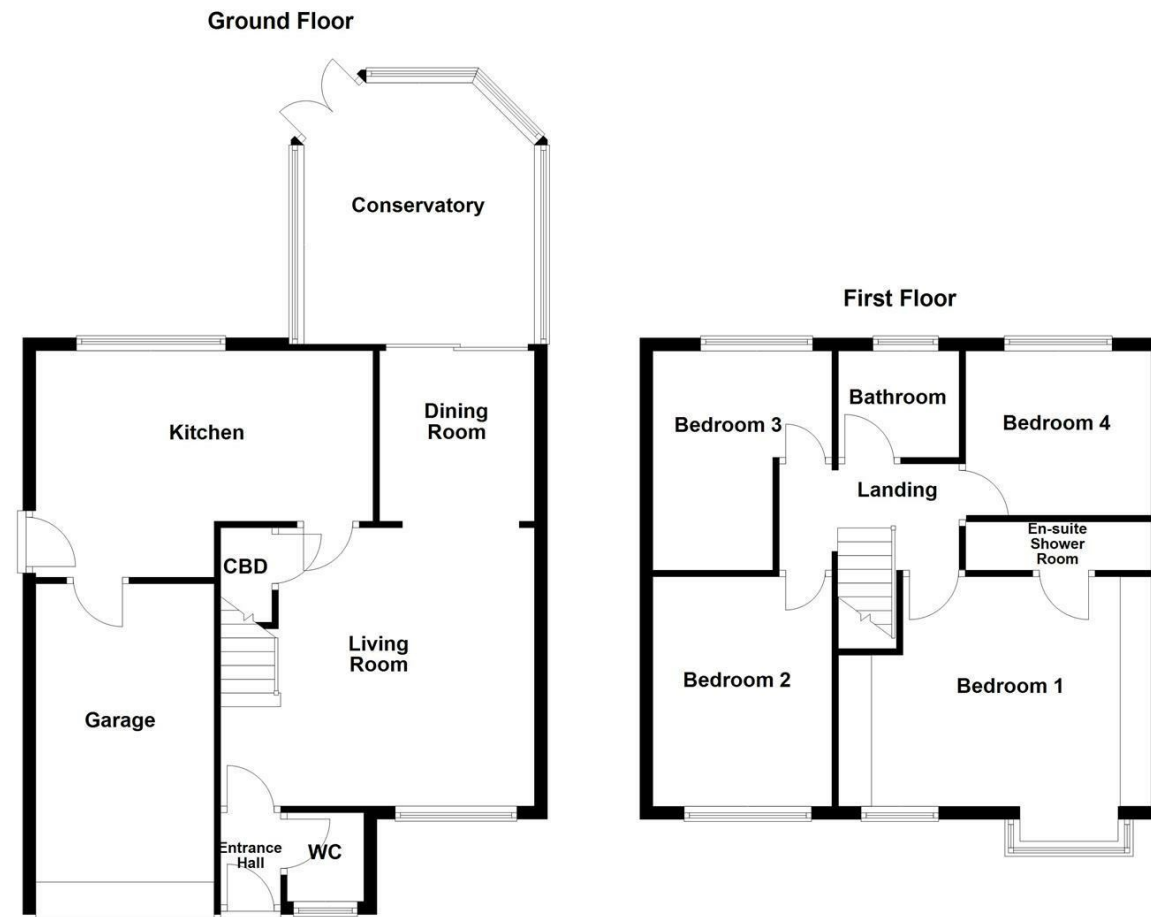 Ground Floor
Conservatory
Kitchen
Dining
Room
CBD
Living
Room
Garage
Entrance
Hall
WC
First Floor
Bedroom 3
Bathroom
Bedroom 4
Landing
En-suite
Shower
Room
Bedroom 2
Bedroom 1